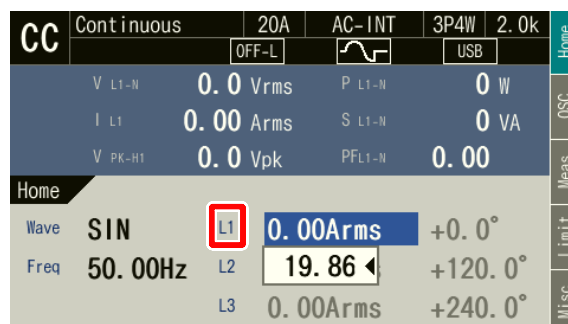 CC Continuous 20A AC-INT 3P4W 2.0k
OFF-L USB
V L1-N 0.0 Vrms P L1-N 0 W
I L1 0.00 Arms S L1-N 0 VA
V PK-H1 0.0 Vpk PFL1-N 0.00
Home
Wave SIN L1 0.00Arms +0.0°
Freq 50.00Hz L2 19.86 +120.0°
L3 0.00Arms +240.0°
Home
OSC
Meas
Limit
Misc